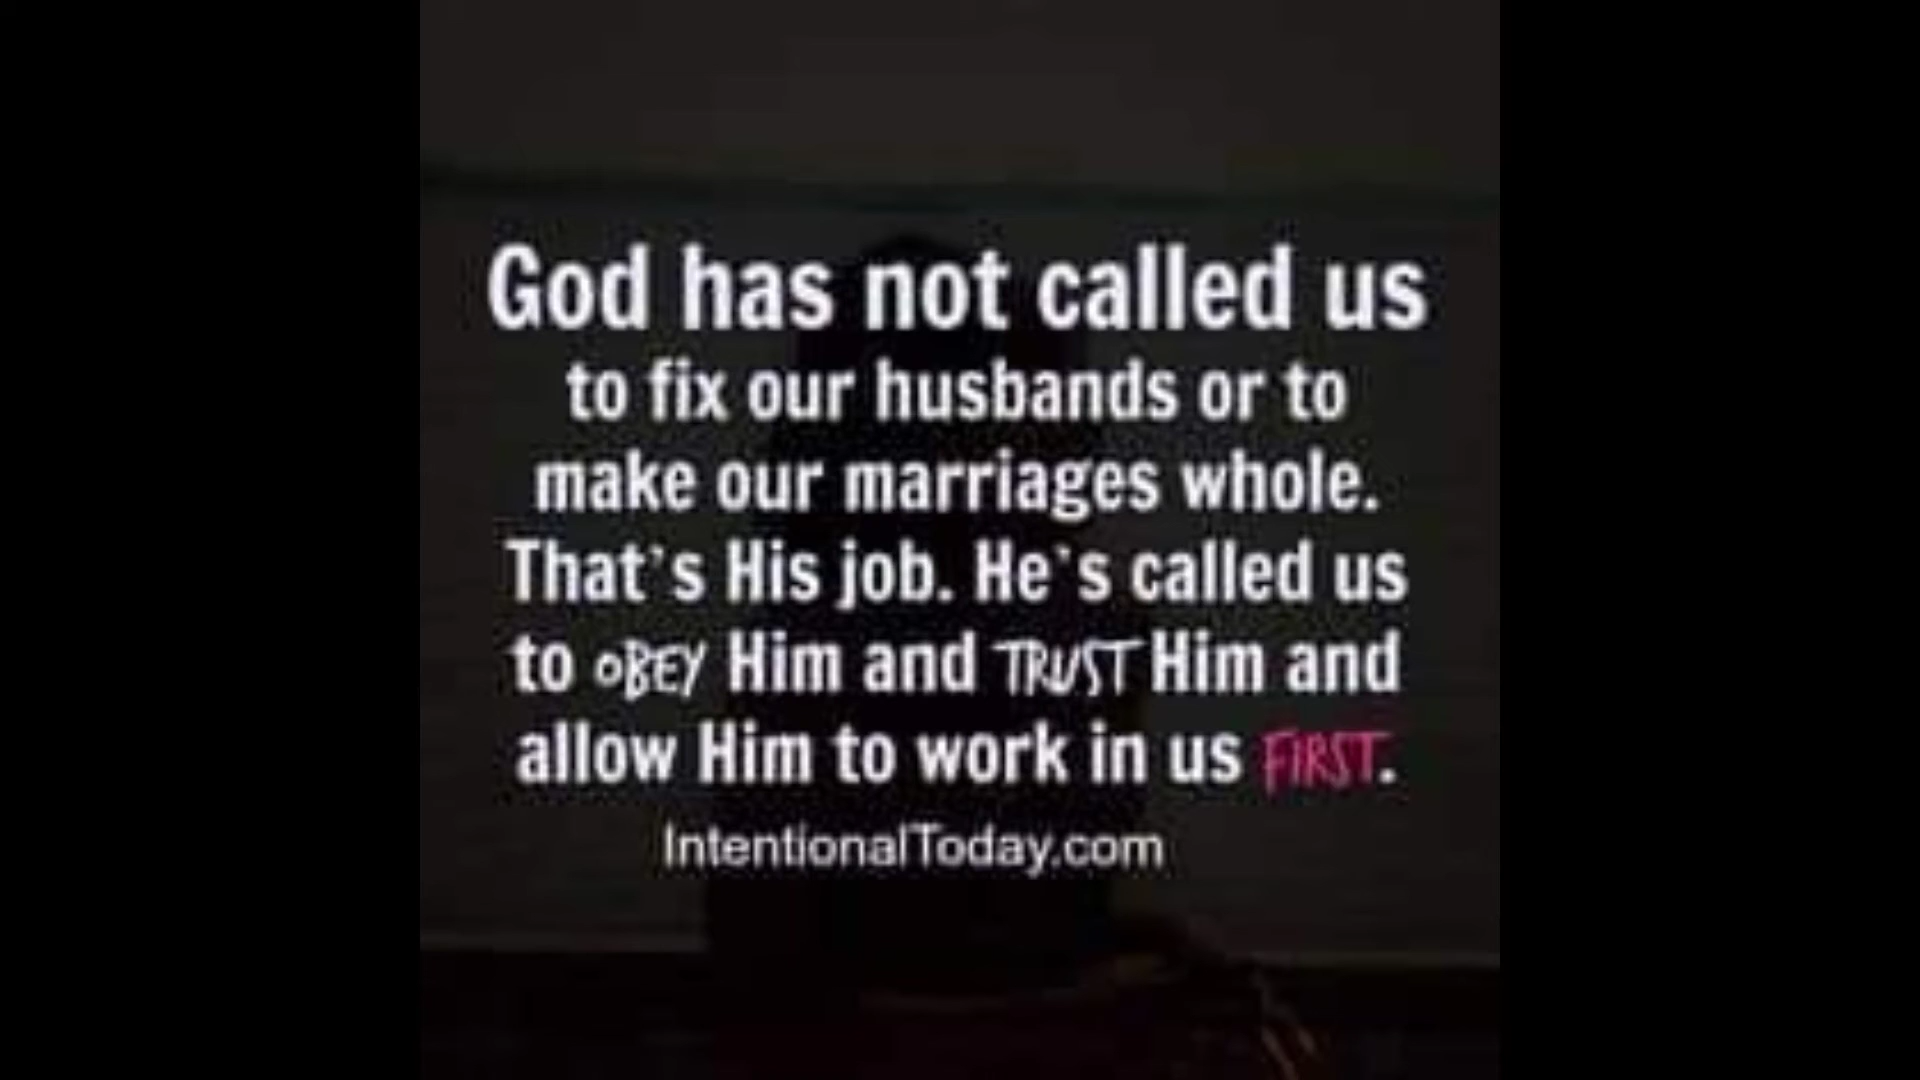 God has not called us
to fix our husbands or to
make our marriages whole.
That's His job. He's called us
to OBEY Him and TRUST Him and
allow Him to work in us FIRST.
IntentionalToday.com